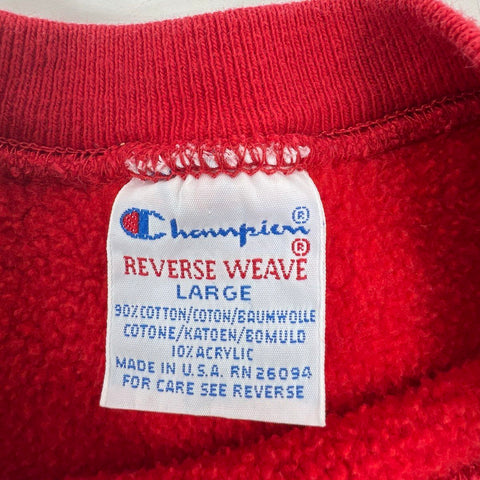 Champion®
REVERSE WEAVE®
LARGE
90% COTTON/COTON/BAUMWOLLE
COTONE/KATOEN/BOMULD
10% ACRYLIC
MADE IN U.S.A. RN 26094
FOR CARE SEE REVERSE